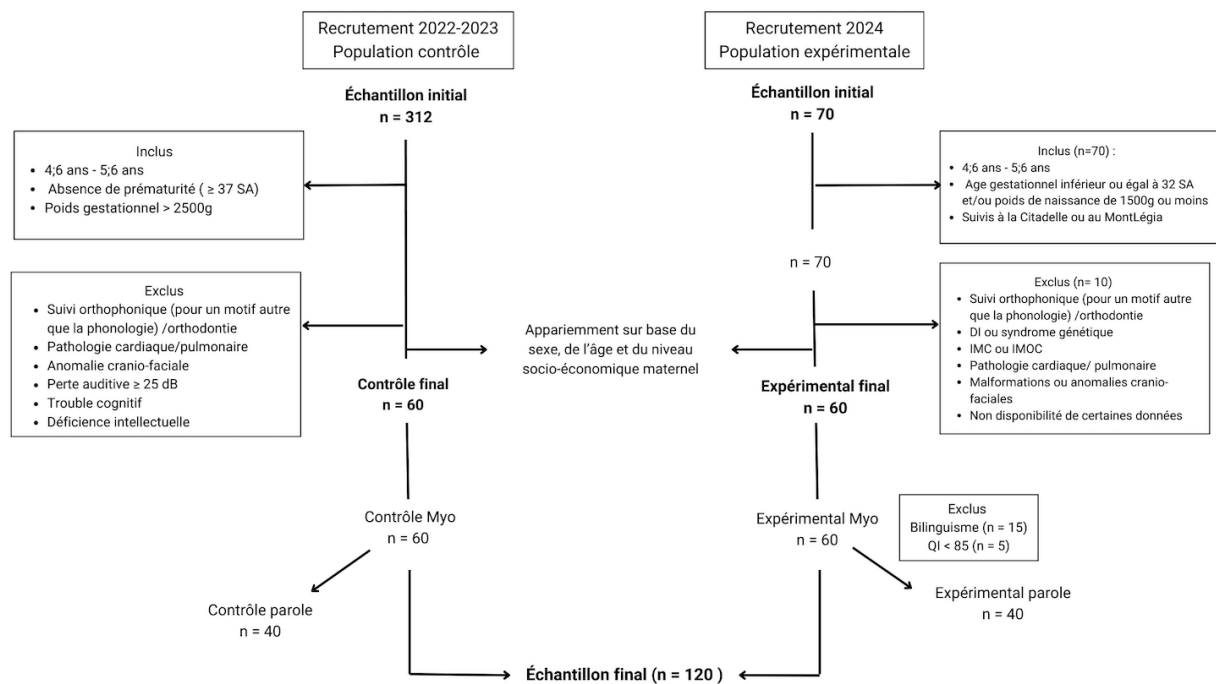 Recrutement 2022-2023
Population contrôle
Recrutement 2024
Population expérimentale
Échantillon initial
n = 312
Échantillon initial
n = 70
Inclus
• 4;6 ans - 5;6 ans
• Absence de prématurité ( ≥ 37 SA)
• Poids gestationnel > 2500g
Inclus (n=70) :
• 4;6 ans - 5;6 ans
• Age gestationnel inférieur ou égal à 32 SA
et/ou poids de naissance de 1500g ou moins
• Suivis à la Citadelle ou au MontLégia
n = 70
Exclus
• Suivi orthophonique (pour un motif autre
que la phonologie) /orthodontie
• Pathologie cardiaque/pulmonaire
• Anomalie cranio-faciale
• Perte auditive ≥ 25 dB
• Trouble cognitif
• Déficience intellectuelle
Appariemment sur base du
sexe, de l'âge et du niveau
socio-économique maternel
Exclus (n= 10)
• Suivi orthophonique (pour un motif autre
que la phonologie) /orthodontie
• DI ou syndrome génétique
• IMC ou IMOC
• Pathologie cardiaque/ pulmonaire
• Malformations ou anomalies cranio-
faciales
• Non disponibilité de certaines données
Contrôle final
n = 60
Expérimental final
n = 60
Contrôle Myo
n = 60
Expérimental Myo
n = 60
Exclus
Bilinguisme (n = 15)
QI < 85 (n = 5)
Contrôle parole
n = 40
Expérimental parole
n = 40
Échantillon final (n = 120 )